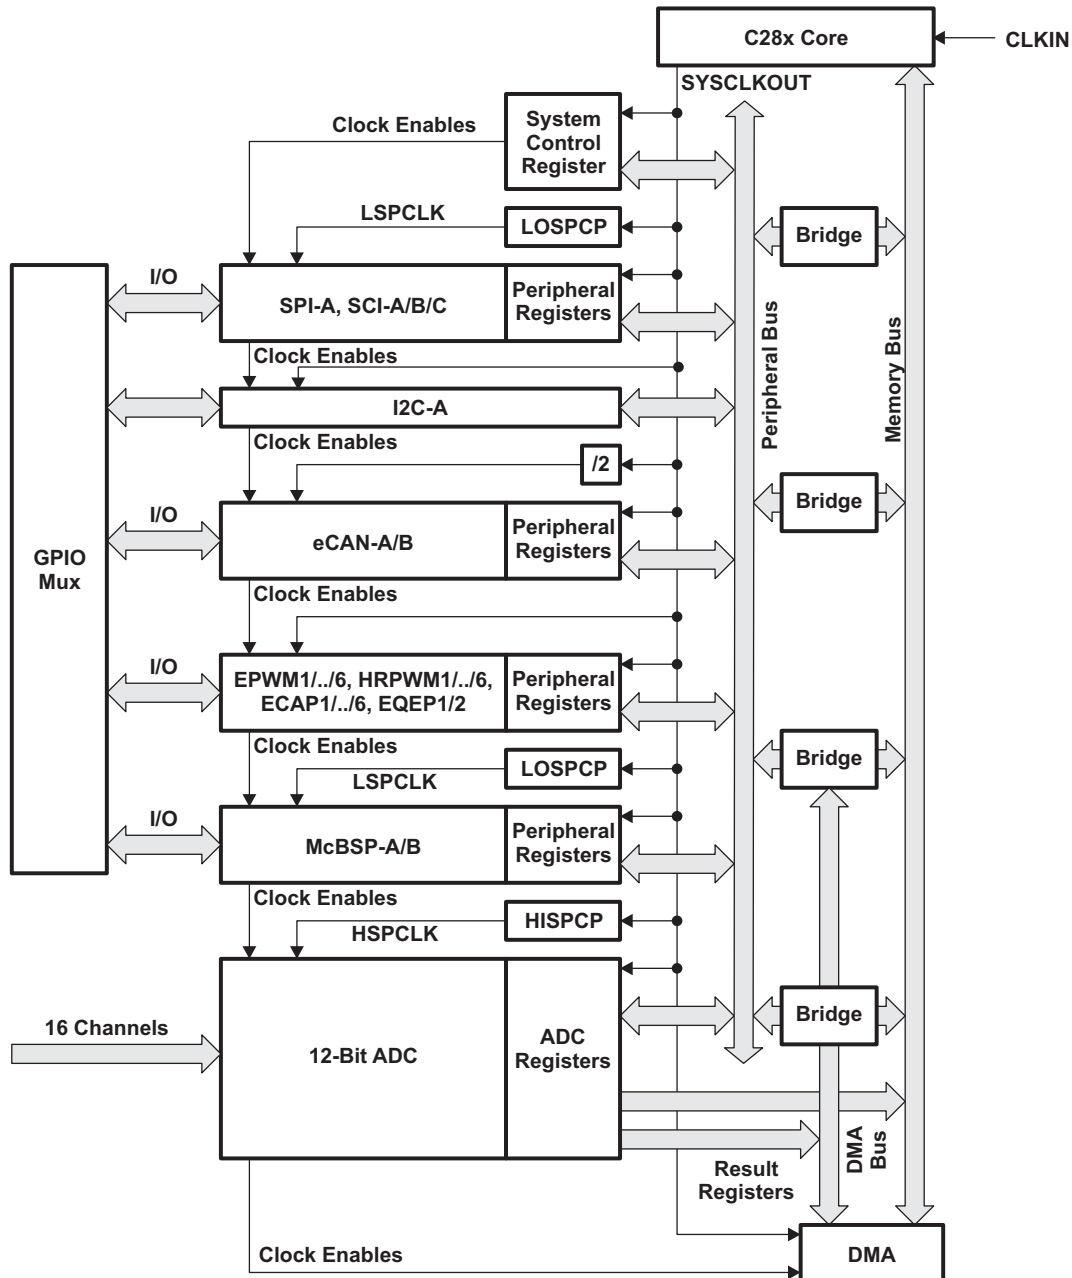 C28x Core
CLKIN
SYSCLKOUT
Clock Enables
System
Control
Register
LSPCLK
LOSPCP
Bridge
I/O
SPI-A, SCI-A/B/C
Peripheral
Registers
Peripheral Bus
Memory Bus
Clock Enables
I2C-A
Clock Enables
/2
Bridge
I/O
eCAN-A/B
Peripheral
Registers
GPIO
Mux
Clock Enables
I/O
EPWM1/../6, HRPWM1/../6,
ECAP1/../6, EQEP1/2
Peripheral
Registers
Clock Enables
LSPCLK
LOSPCP
Bridge
I/O
McBSP-A/B
Peripheral
Registers
Clock Enables
HSPCLK
HISPCP
16 Channels
12-Bit ADC
ADC
Registers
Bridge
DMA
Bus
Result
Registers
Clock Enables
DMA